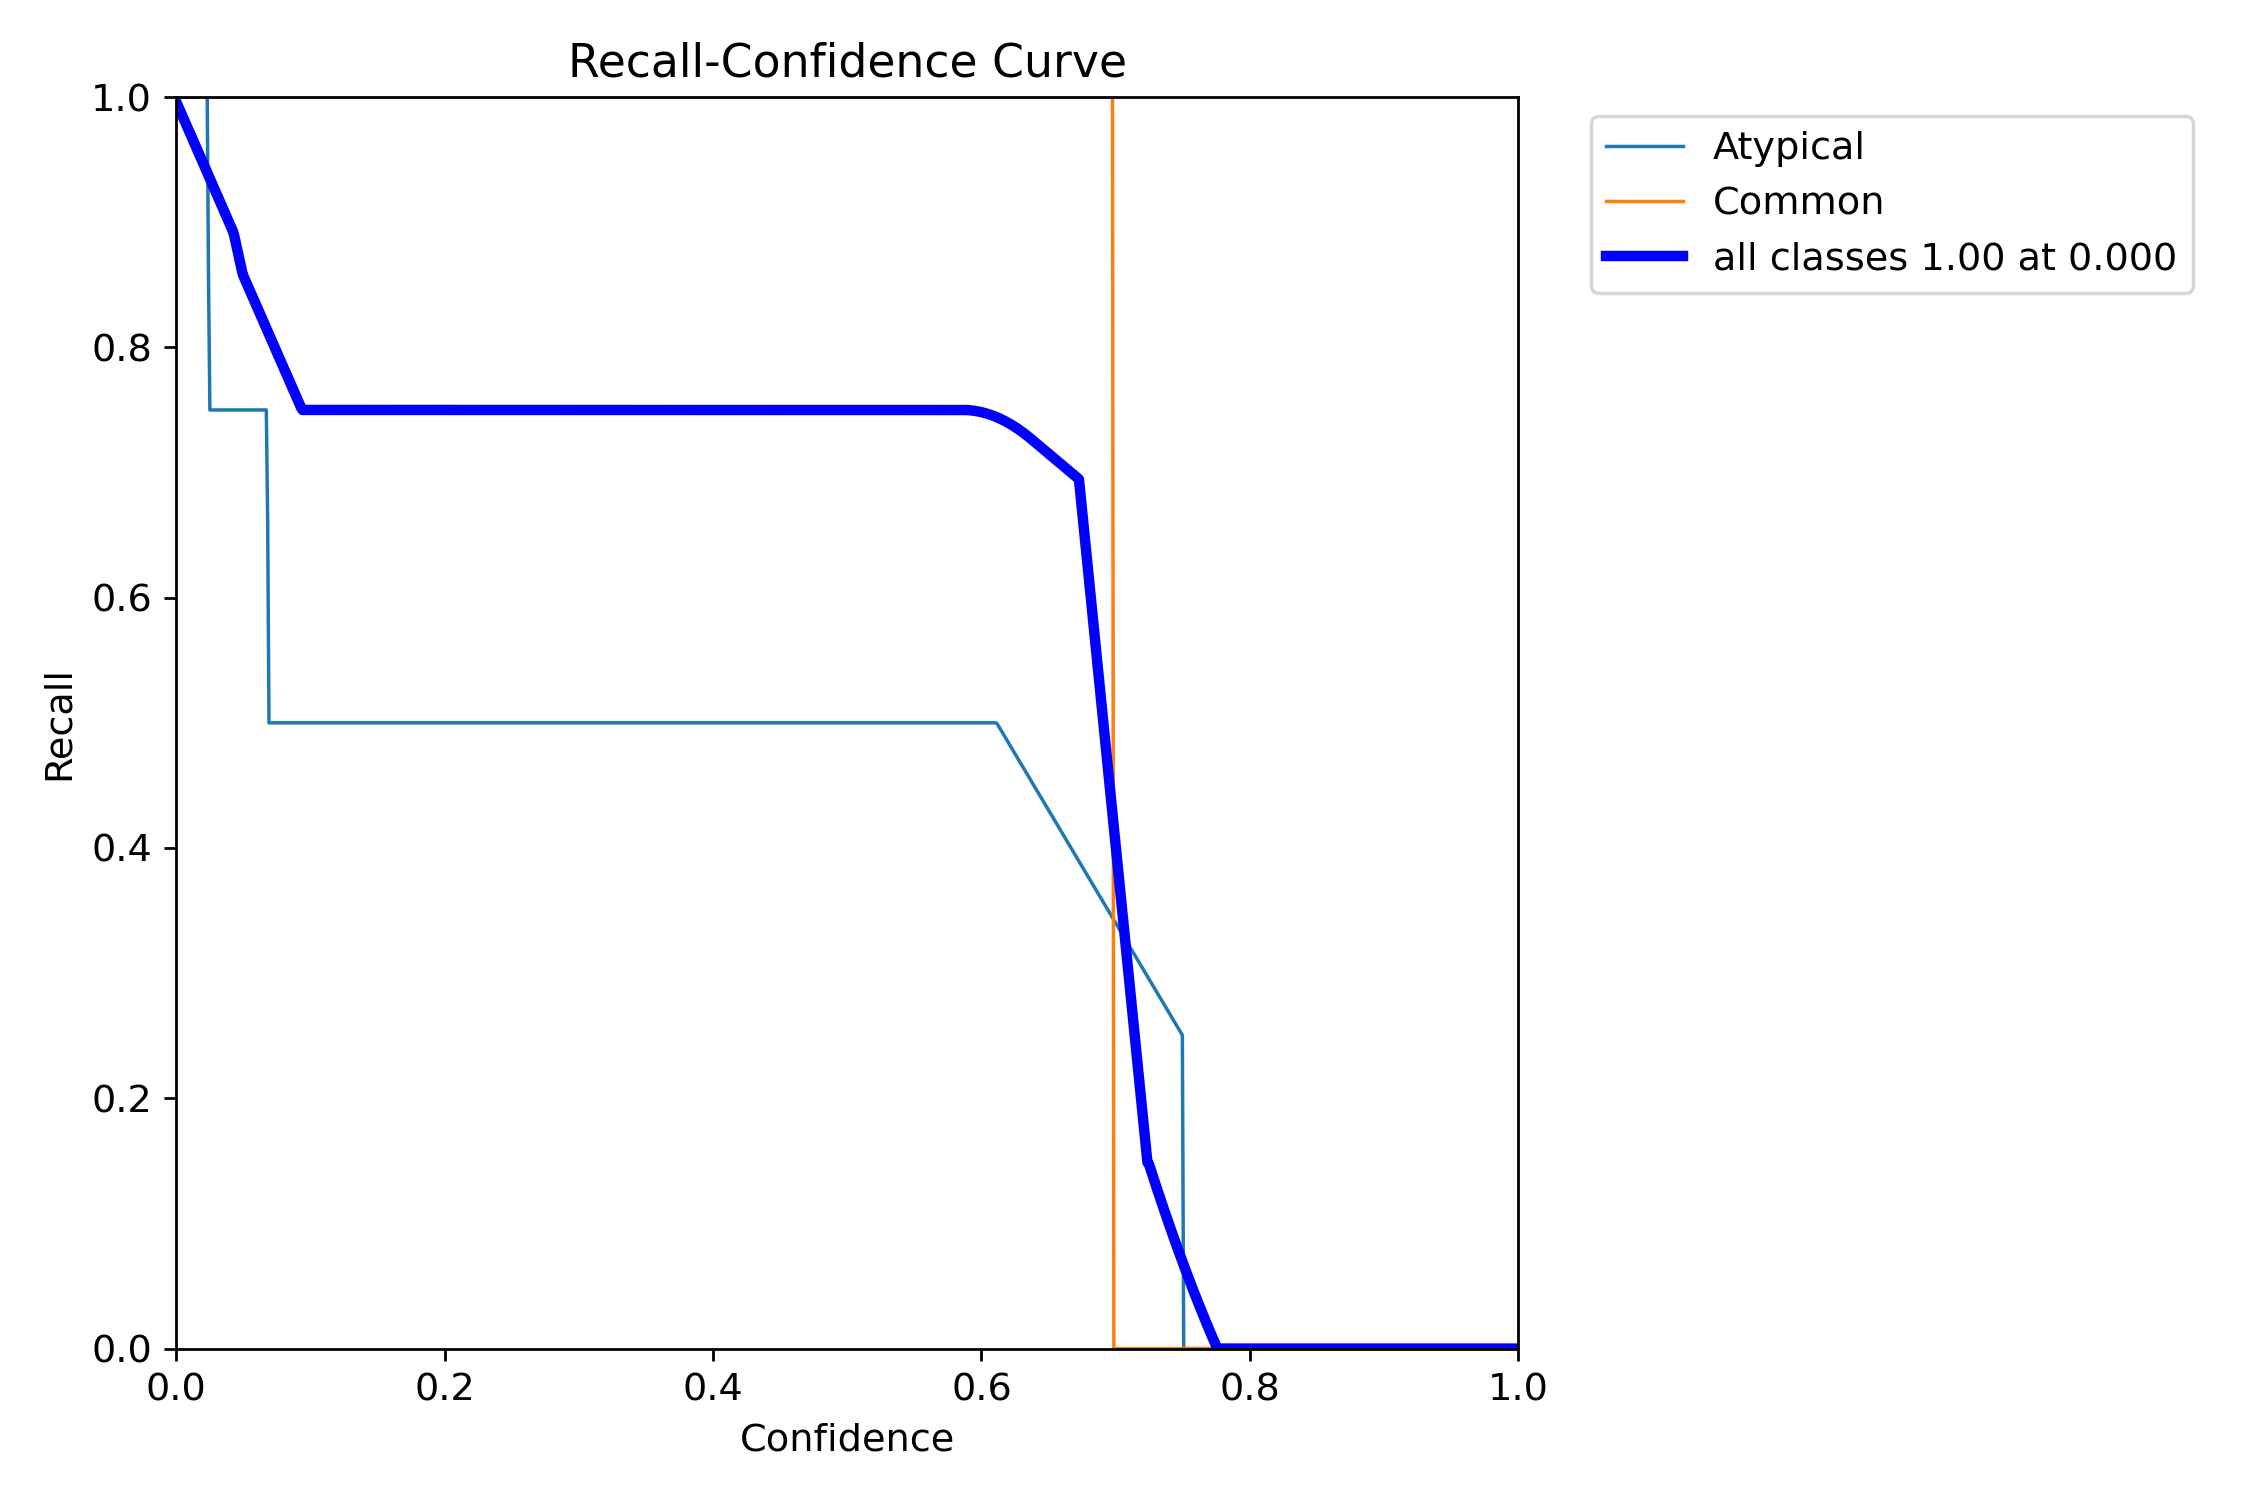 Recall-Confidence Curve
Atypical
Common
all classes 1.00 at 0.000
1.0
0.8
0.6
0.4
0.2
0.0
Recall
0.0 0.2 0.4 0.6 0.8 1.0
Confidence